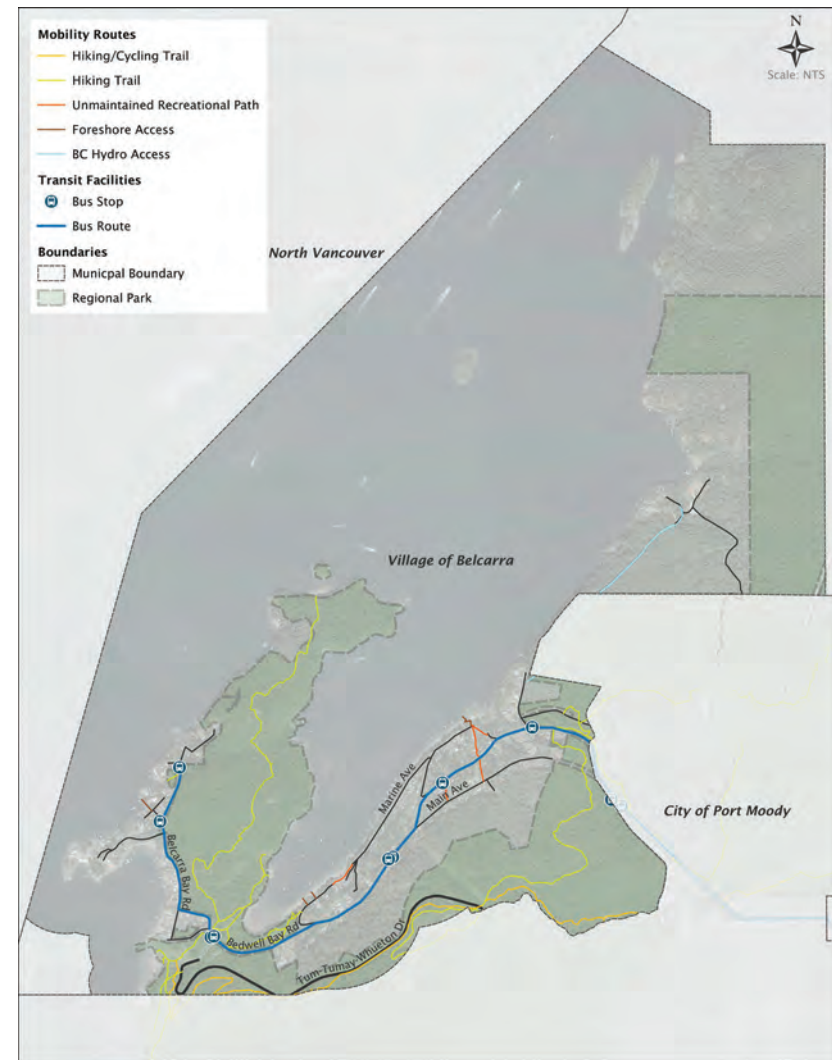 Mobility Routes
Hiking/Cycling Trail
Hiking Trail
Unmaintained Recreational Path
Foreshore Access
BC Hydro Access
Transit Facilities
Bus Stop
Bus Route
Boundaries
Municpal Boundary
Regional Park
N
Scale: NTS
North Vancouver
Village of Belcarra
City of Port Moody
Marine Ave
Main Ave
Belcarra Bay Rd
Bedwell Bay Rd
Tum-Tumay-Whueton Dr